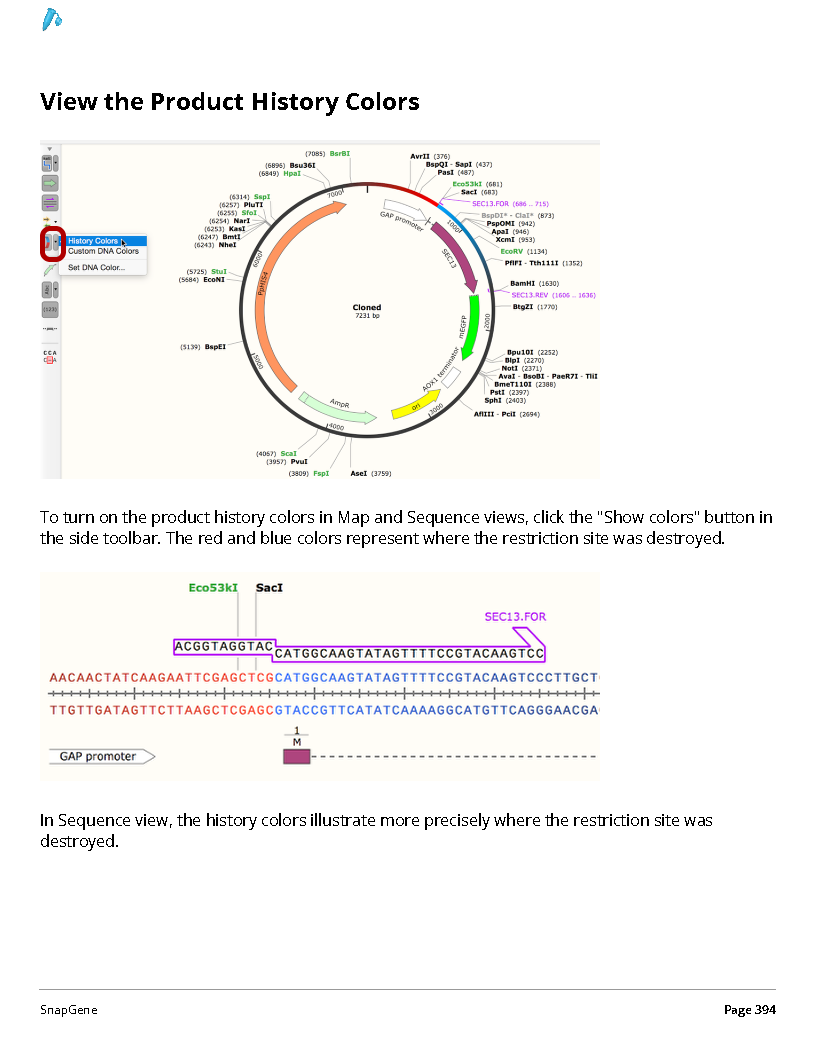 View the Product History Colors
(7085) BsrBI
(6896) Bsu36I
(6849) HpaI
AvrII (376)
BspQI - SapI (437)
PasI (487)
Eco53kI (681)
SacI (683)
SEC13.FOR (686 .. 715)
BspDI* - ClaI* (873)
PspOMI (942)
ApaI (946)
XcmI (953)
EcoRV (1134)
PflFI - Tth111I (1352)
BamHI (1630)
SEC13.REV (1606 .. 1636)
BtgZI (1770)
Bpu10I (2252)
BlpI (2270)
NotI (2371)
AvaI - BsoBI - PaeR7I - TliI
BmeT110I (2388)
PstI (2397)
SphI (2403)
AflIII - PciI (2694)
AseI (3759)
(3809) FspI
(3957) PvuI
(4067) ScaI
(5139) BspEI
(5684) EcoNI
(5725) StuI
(6243) NheI
(6247) BmtI
(6253) KasI
(6254) NarI
(6255) SfoI
(6257) PluTI
(6314) SspI
History Colors
Custom DNA Colors
Set DNA Color...
Abc
(123)
CCA
7000
1000
2000
3000
4000
5000
6000
GAP promoter
SEC13
mEGFP
AOX1 terminator
ori
AmpR
PpHIS4
Cloned
7231 bp
To turn on the product history colors in Map and Sequence views, click the "Show colors" button in
the side toolbar. The red and blue colors represent where the restriction site was destroyed.
Eco53kI SacI
SEC13.FOR
ACGGTAGGTAC
CATGGCAAGTATAGTTTTCCGTACAAGTCC
AACAACTATCAAGAATTCGAGCTCGCATGGCAAGTATAGTTTTCCGTACAAGTCCCTTGCT
TTGTTGATAGTTCTTAAGCTCGAGCGTACCGTTCATATCAAAAGGCATGTTCAGGGAACGA
1
M
GAP promoter
In Sequence view, the history colors illustrate more precisely where the restriction site was
destroyed.
SnapGene
Page 394